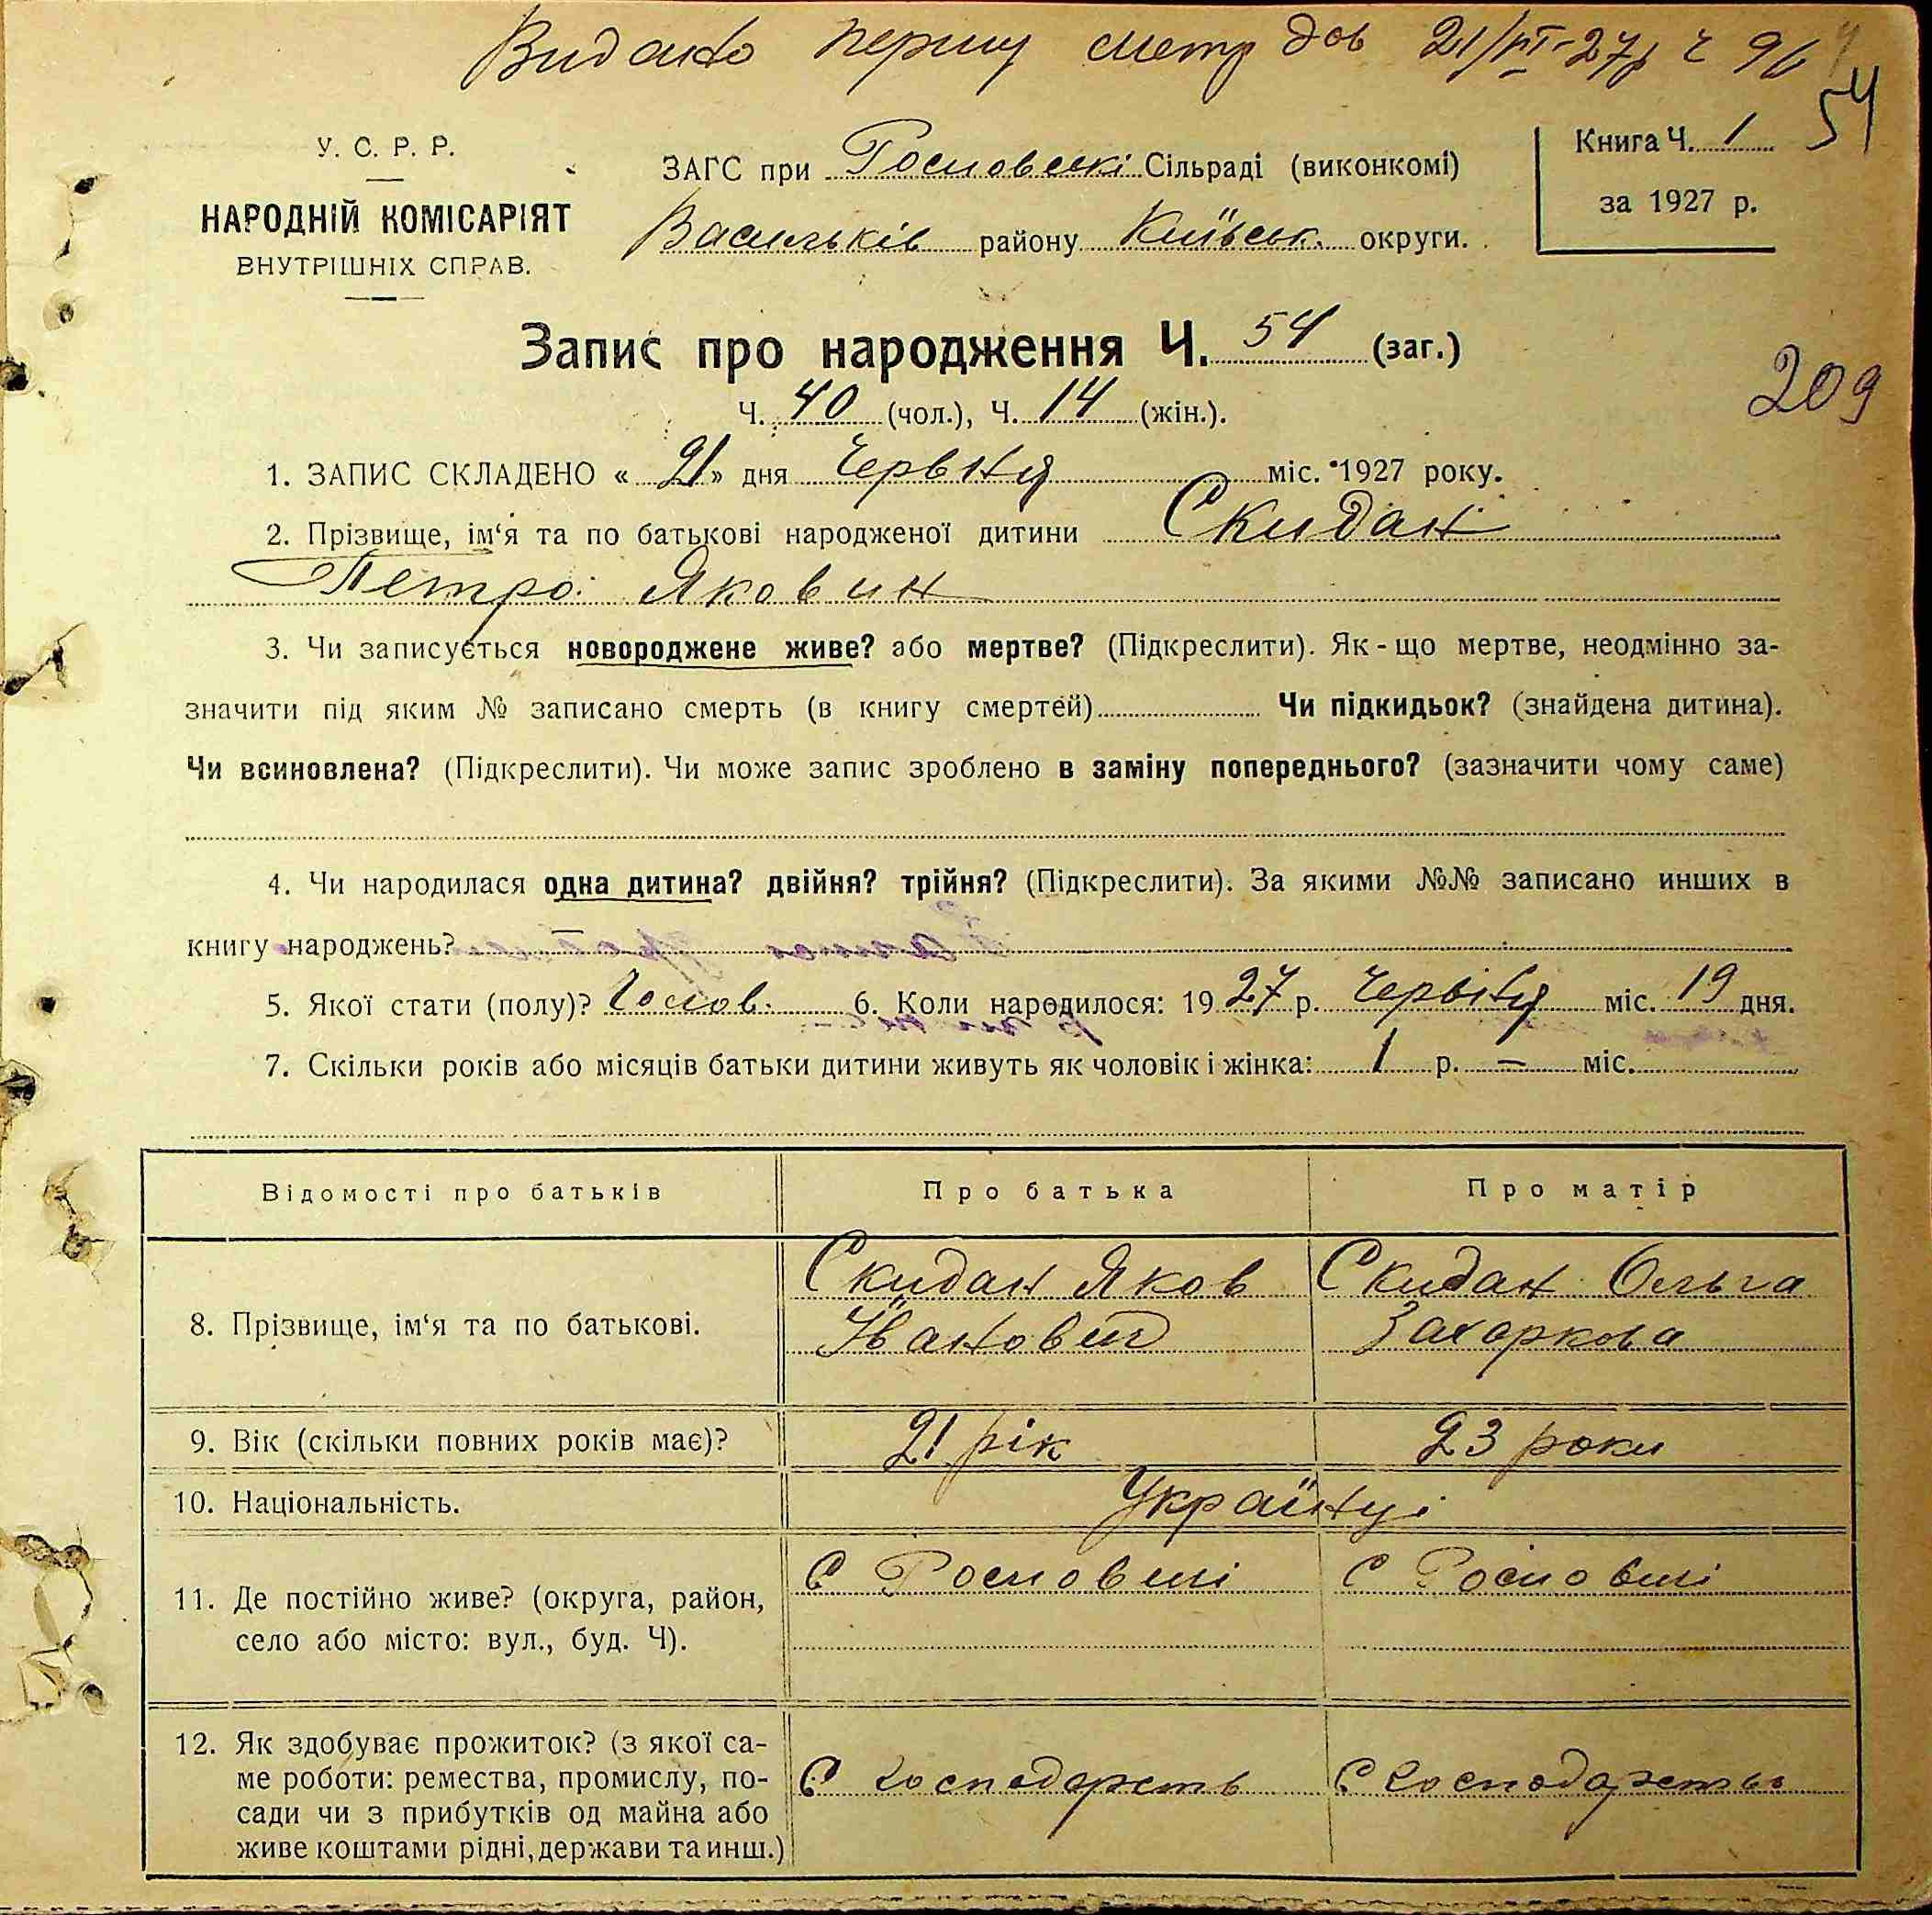 Видано першу метр дов 21/VI-27р ч 96
54
У. С. Р. Р.
НАРОДНІЙ КОМІСАРІЯТ
ВНУТРІШНІХ СПРАВ.
ЗАГС при Сільраді (виконкомі)
Васильків району Київськ. округи.
Книга Ч. 1
за 1927 р.
Запис про народження Ч. 54 (заг.)
209
Ч. 40 (чол.), Ч. 14 (жін.).
1. ЗАПИС СКЛАДЕНО « 21 » дня Червня міс. 1927 року.
2. Прізвище, ім‘я та по батькові народженої дитини Скидан
Петро Яковин
3. Чи записується новороджене живе? або мертве? (Підкреслити). Як-що мертве, неодмінно за-
значити під яким № записано смерть (в книгу смертей) Чи підкидьок? (знайдена дитина).
Чи всиновлена? (Підкреслити). Чи може запис зроблено в заміну попереднього? (зазначити чому саме)
4. Чи народилася одна дитина? двійня? трійня? (Підкреслити). За якими №№ записано инших в
книгу народжень? —
5. Якої стати (полу)? Чолов. 6. Коли народилося: 1927 р. Червня міс. 19 дня.
7. Скільки років або місяців батьки дитини живуть як чоловік і жінка: 1 р. — міс.
Відомості про батьків Про батька Про матір
8. Прізвище, ім‘я та по батькові.
Скидан Яков
Іванович
Скидан Ольга
Захаркова
9. Вік (скільки повних років має)? 21 рік 23 роки
10. Національність. Українці
11. Де постійно живе? (округа, район,
село або місто: вул., буд. Ч).
С
С
12. Як здобуває прожиток? (з якої са-
ме роботи: ремества, промислу, по-
сади чи з прибутків од майна або
живе коштами рідні, держави та инш.)
С господарств
С господарство